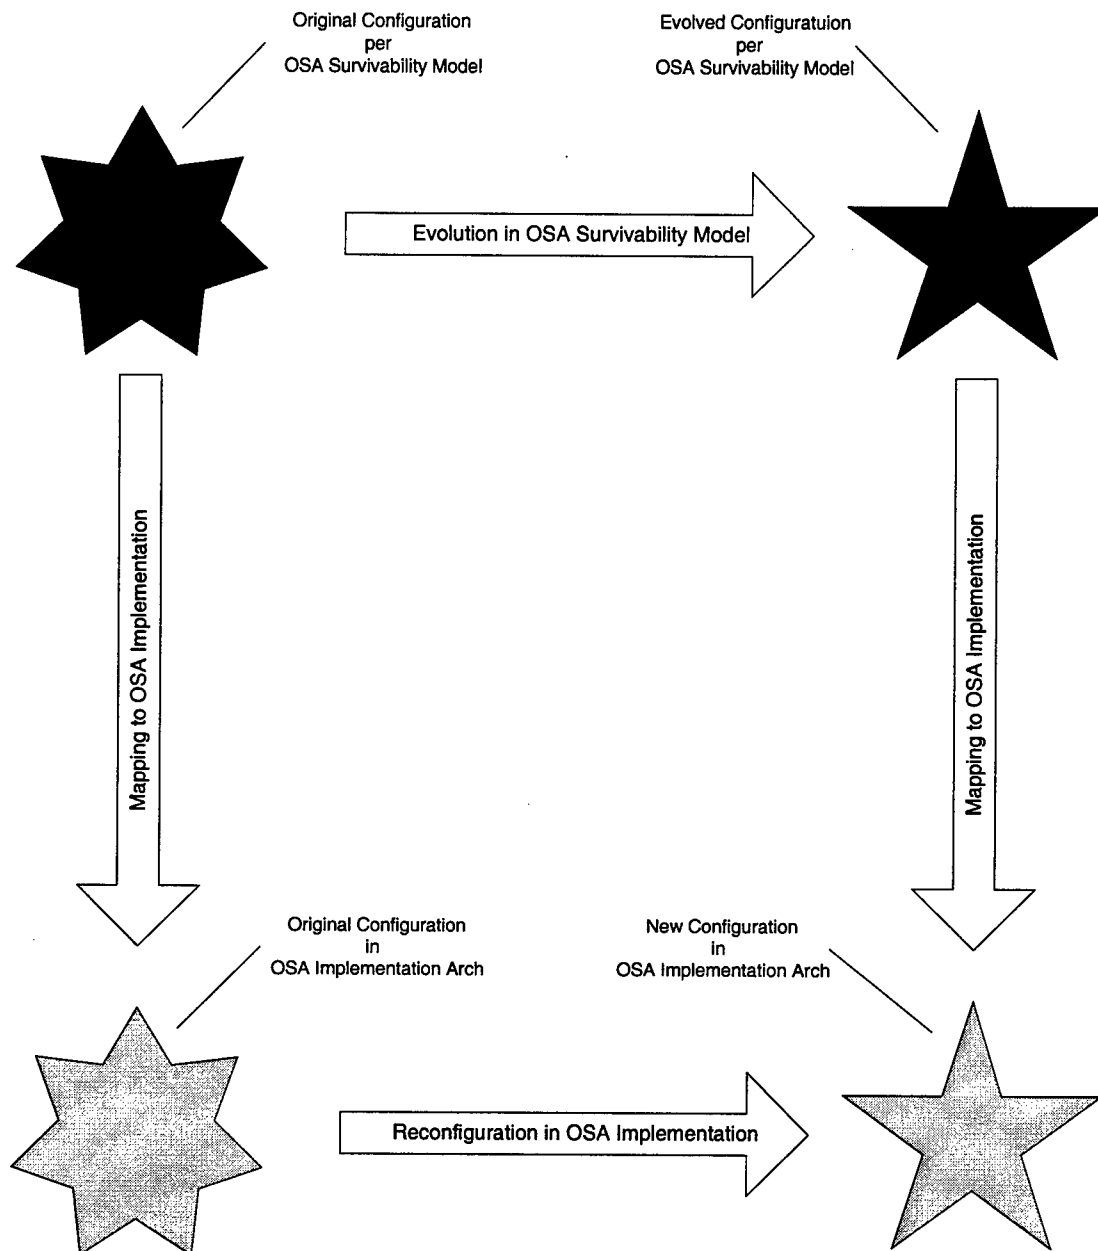 Original Configuration
per
OSA Survivability Model
Evolved Configuratuion
per
OSA Survivability Model
Evolution in OSA Survivability Model
Mapping to OSA Implementation
Mapping to OSA Implementation
Original Configuration
in
OSA Implementation Arch
New Configuration
in
OSA Implementation Arch
Reconfiguration in OSA Implementation